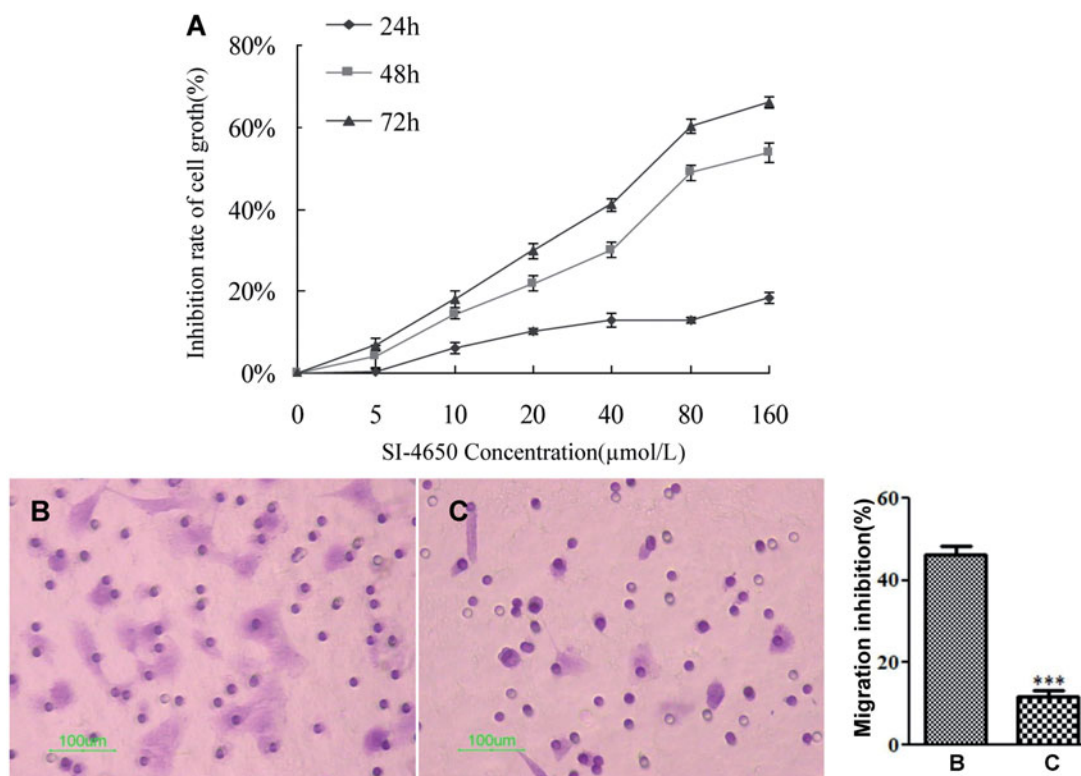 A
24h
48h
72h
80%
60%
40%
20%
0%
Inhibition rate of cell groth(%)
0 5 10 20 40 80 160
SI-4650 Concentration(μmol/L)
B
100um
C
100um
Migration inhibition(%)
60
40
20
0
***
B C